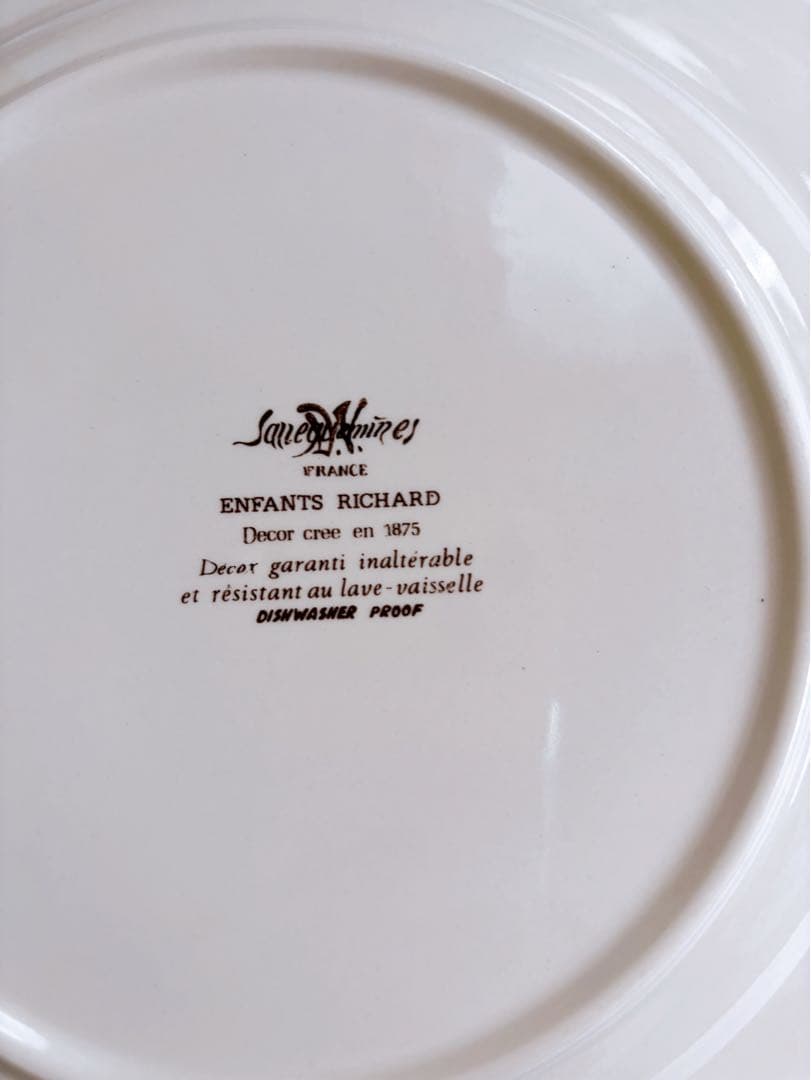 Sarreguemines
D.V.
FRANCE
ENFANTS RICHARD
Decor cree en 1875
Decor garanti inaltérable
et résistant au lave-vaisselle
DISHWASHER PROOF